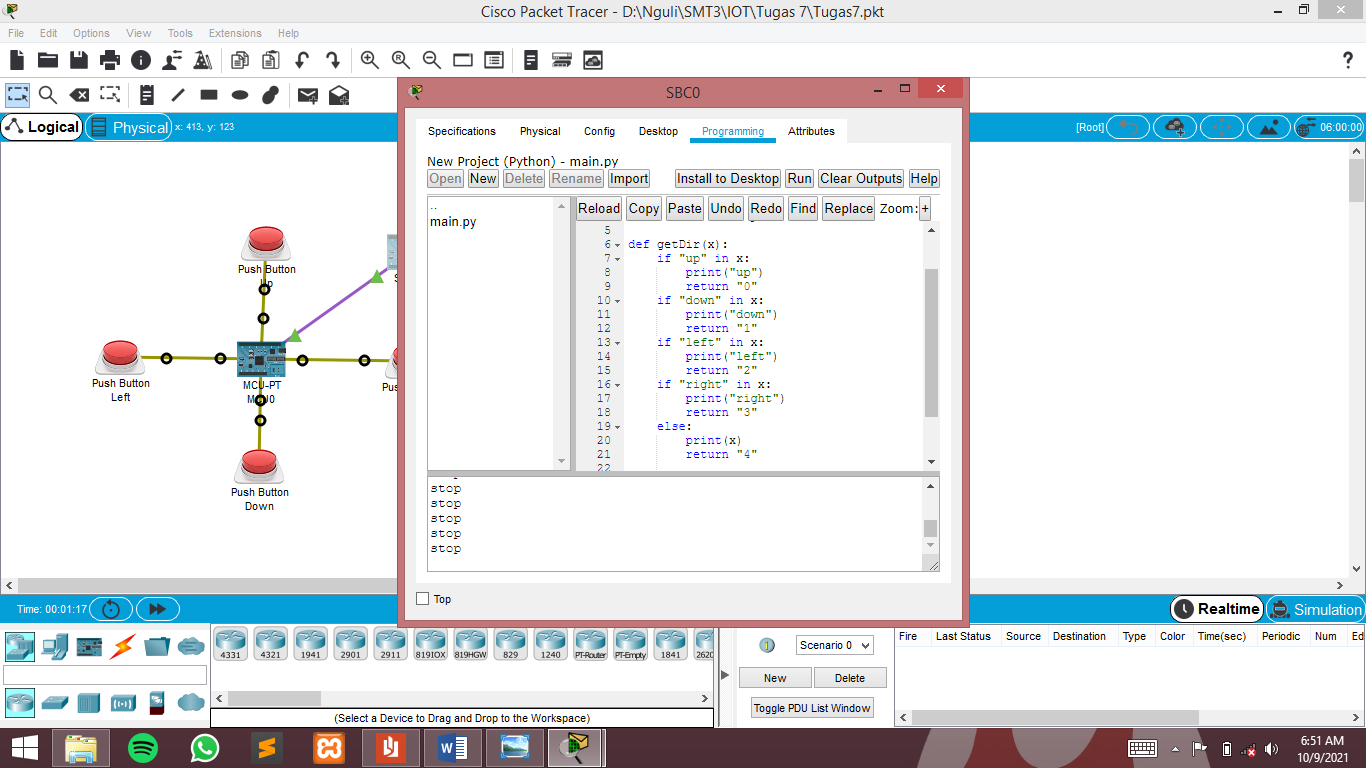 Cisco Packet Tracer - D:\Nguli\SMT3\IOT\Tugas 7\Tugas7.pkt
File Edit Options View Tools Extensions Help
?
Logical Physical x: 413, y: 123 [Root] 06:00:00
Push Button
Push Button
Left
MCU-PT
Push Button
Down
SBC0
Specifications Physical Config Desktop Programming Attributes
New Project (Python) - main.py
Open New Delete Rename Import Install to Desktop Run Clear Outputs Help
..
main.py
Reload Copy Paste Undo Redo Find Replace Zoom: +
5
6 def getDir(x):
7 if "up" in x:
8 print("up")
9 return "0"
10 if "down" in x:
11 print("down")
12 return "1"
13 if "left" in x:
14 print("left")
15 return "2"
16 if "right" in x:
17 print("right")
18 return "3"
19 else:
20 print(x)
21 return "4"
22
stop
stop
stop
stop
stop
Top
Time: 00:01:17 Realtime Simulation
4331 4321 1941 2901 2911 819IOX 819HGW 829 1240 PT-Router PT-Empty 1841 2620
(Select a Device to Drag and Drop to the Workspace)
Scenario 0
New Delete
Toggle PDU List Window
Fire Last Status Source Destination Type Color Time(sec) Periodic Num Ed
6:51 AM
10/9/2021